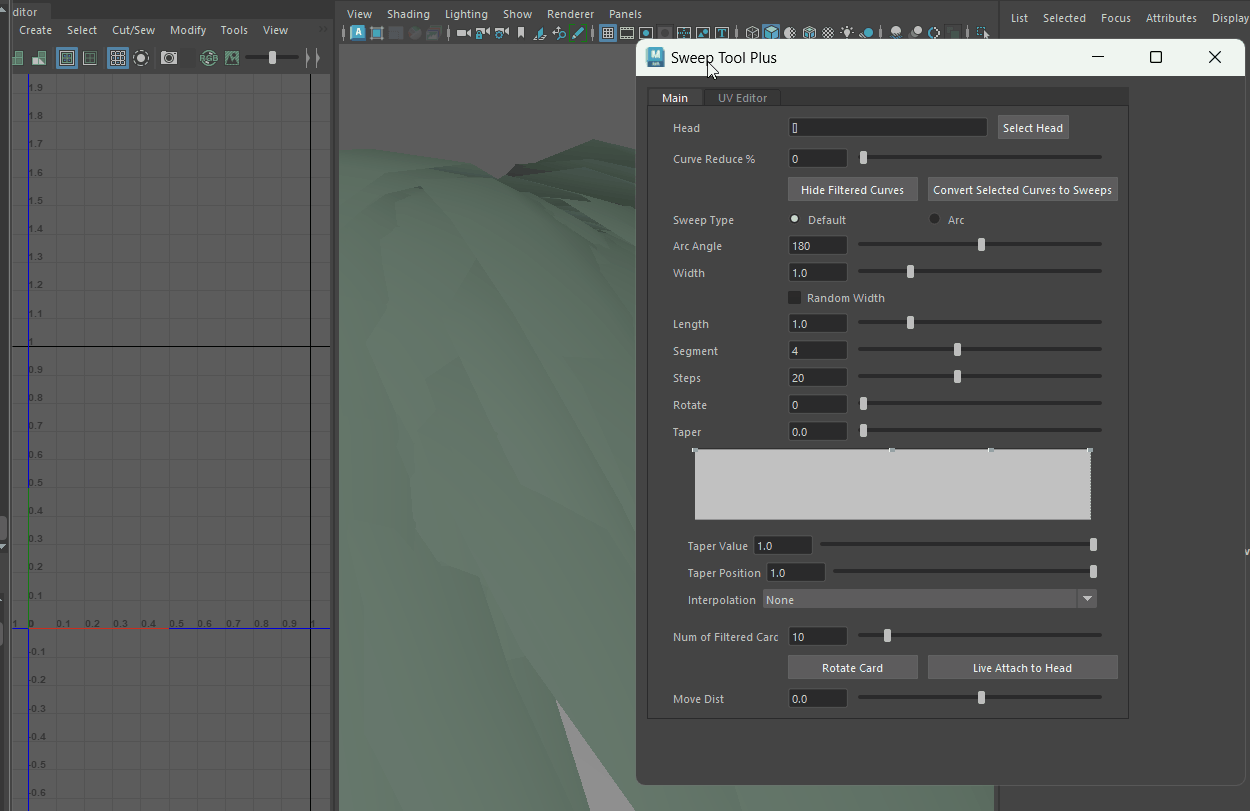 ditor
Create Select Cut/Sew Modify Tools View
View Shading Lighting Show Renderer Panels
List Selected Focus Attributes Display
RGB
A
T
M
Sweep Tool Plus
Main UV Editor
Head [] Select Head
Curve Reduce % 0
Hide Filtered Curves Convert Selected Curves to Sweeps
Sweep Type Default Arc
Arc Angle 180
Width 1.0
Random Width
Length 1.0
Segment 4
Steps 20
Rotate 0
Taper 0.0
Taper Value 1.0
Taper Position 1.0
Interpolation None
Num of Filtered Carc 10
Rotate Card Live Attach to Head
Move Dist 0.0
1.9
1.8
1.7
1.6
1.5
1.4
1.3
1.2
1.1
1
0.9
0.8
0.7
0.6
0.5
0.4
0.3
0.2
0.1
1 0 0.1 0.2 0.3 0.4 0.5 0.6 0.7 0.8 0.9 1
-0.1
-0.2
-0.3
-0.4
-0.5
-0.6